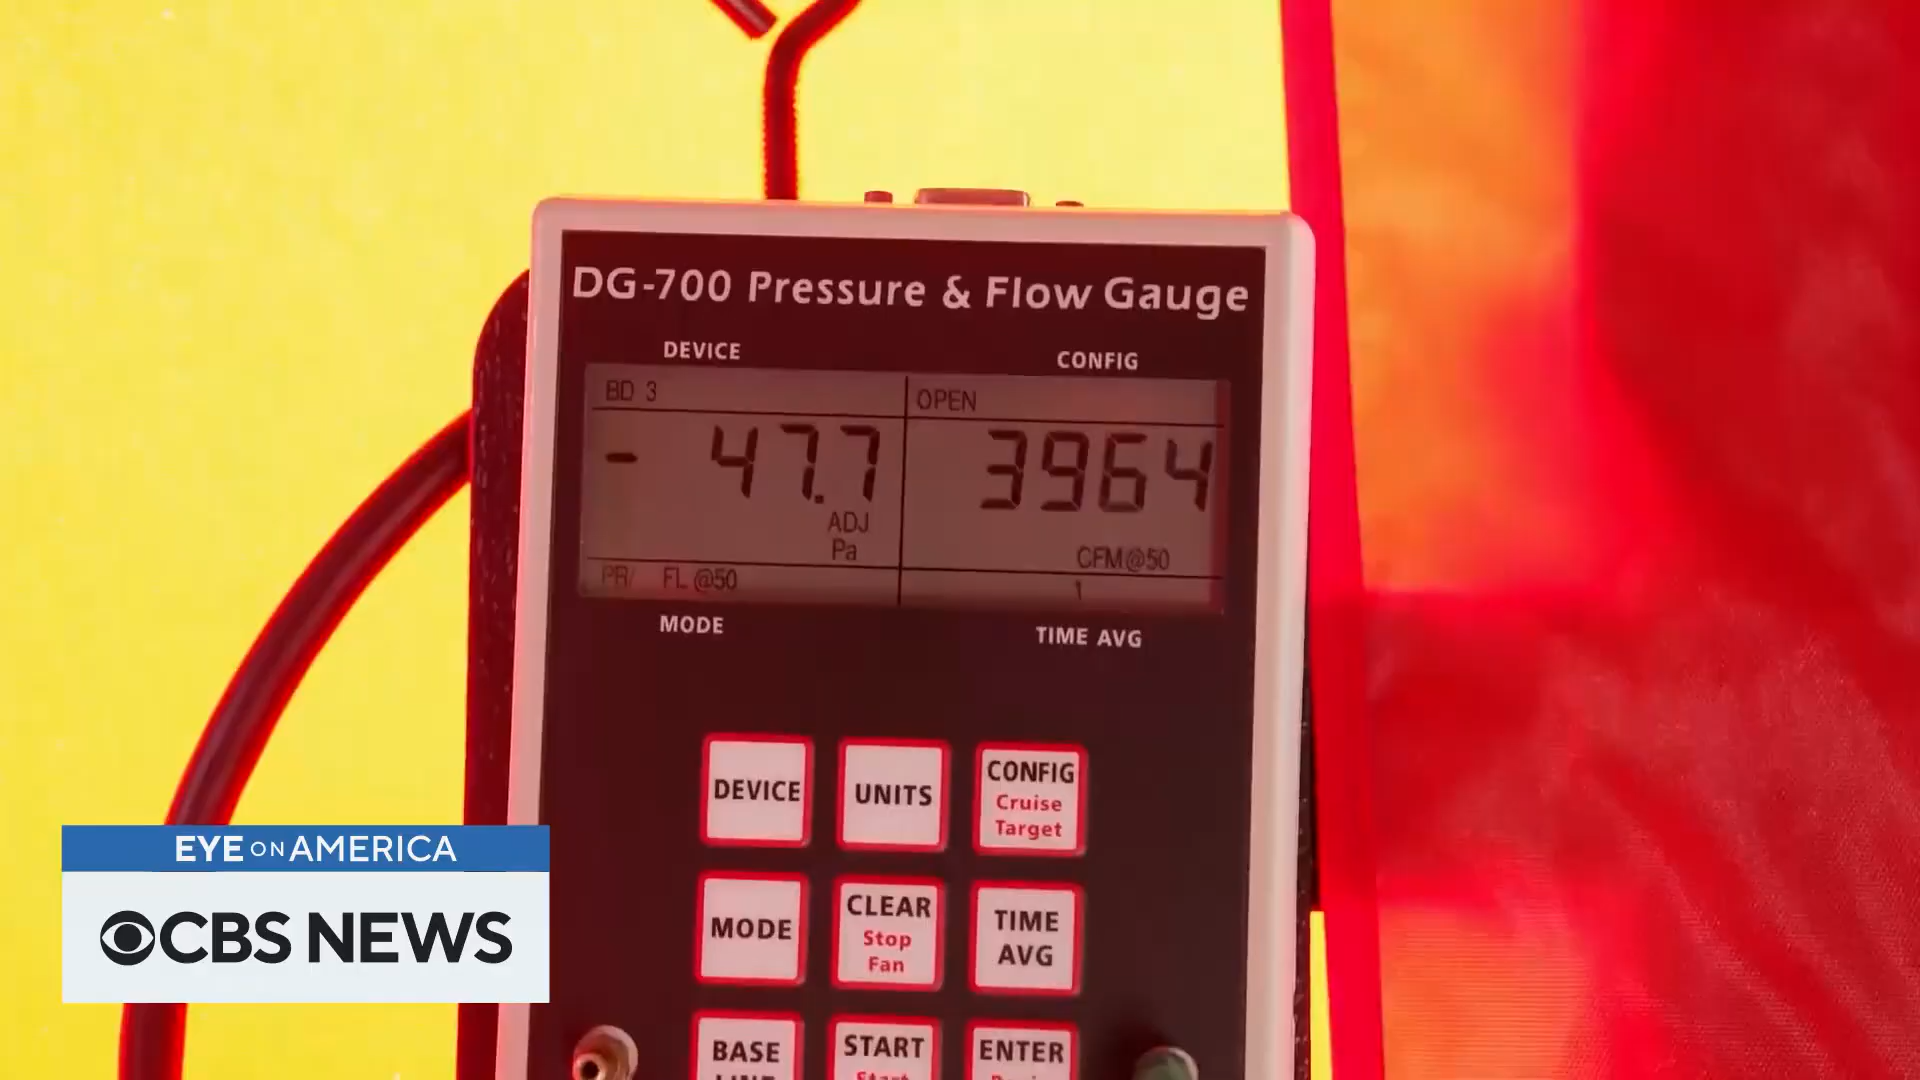 DG-700 Pressure & Flow Gauge
DEVICE
CONFIG
BD 3
OPEN
- 47.7
3964
ADJ
Pa
CFM@50
PR/ FL @50
1
MODE
TIME AVG
DEVICE
UNITS
CONFIG
Cruise
Target
MODE
CLEAR
Stop
Fan
TIME
AVG
BASE
START
ENTER
EYE ON AMERICA
CBS NEWS